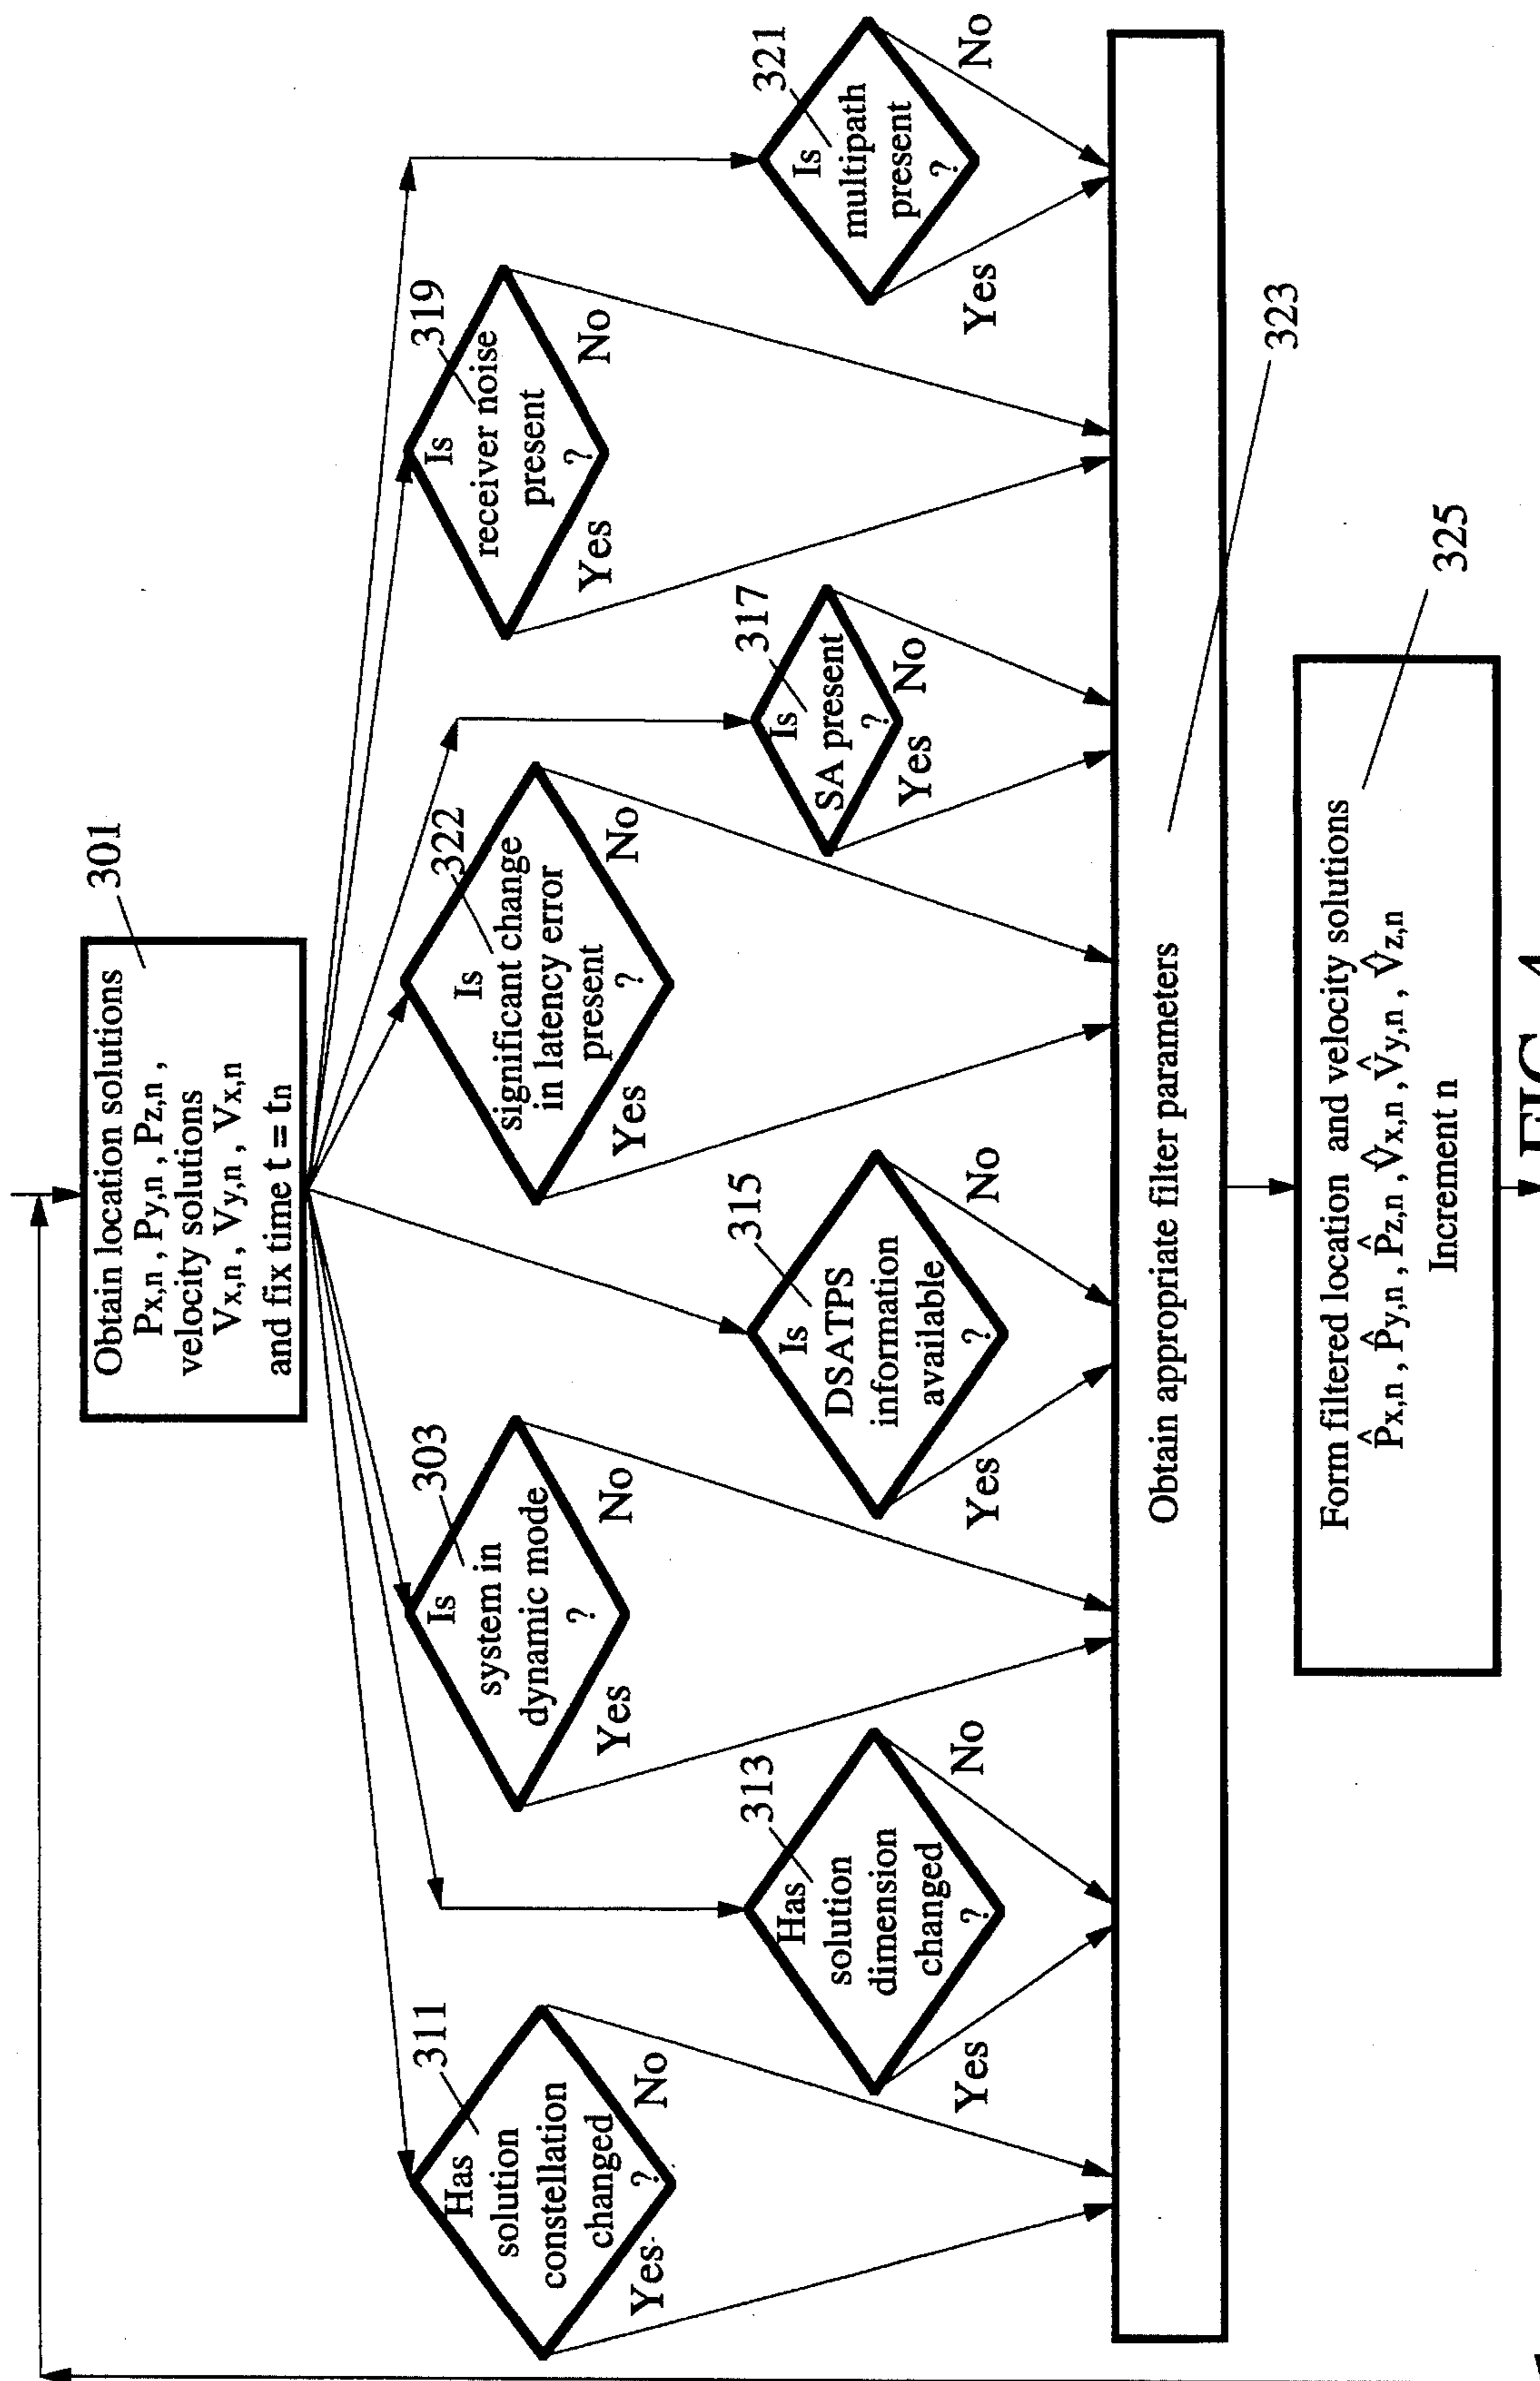 301
Obtain location solutions
Px,n , Py,n , Pz,n ,
velocity solutions
Vx,n , Vy,n , Vx,n
and fix time t = tn
311
Has
solution
constellation
changed
?
Yes
No
303
Is
system in
dynamic mode
?
Yes
No
322
Is
significant change
in latency error
present
?
Yes
No
319
Is
receiver noise
present
?
Yes
No
313
Has
solution
dimension
changed
?
Yes
No
315
Is
DSATPS
information
available
?
Yes
No
317
Is
SA present
?
Yes
No
321
Is
multipath
present
?
Yes
No
Obtain appropriate filter parameters
323
Form filtered location and velocity solutions
P̂x,n , P̂y,n , P̂z,n , V̂x,n , V̂y,n , V̂z,n
Increment n
325
FIG. 4